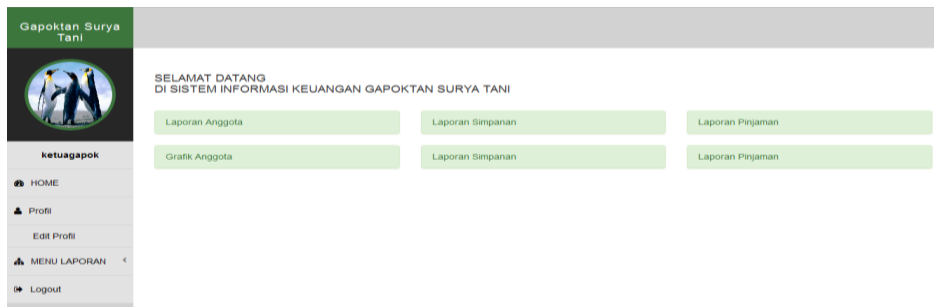 Gapoktan Surya
Tani
ketuagapok
HOME
Profil
Edit Profil
MENU LAPORAN
Logout
SELAMAT DATANG
DI SISTEM INFORMASI KEUANGAN GAPOKTAN SURYA TANI
Laporan Anggota
Laporan Simpanan
Laporan Pinjaman
Grafik Anggota
Laporan Simpanan
Laporan Pinjaman